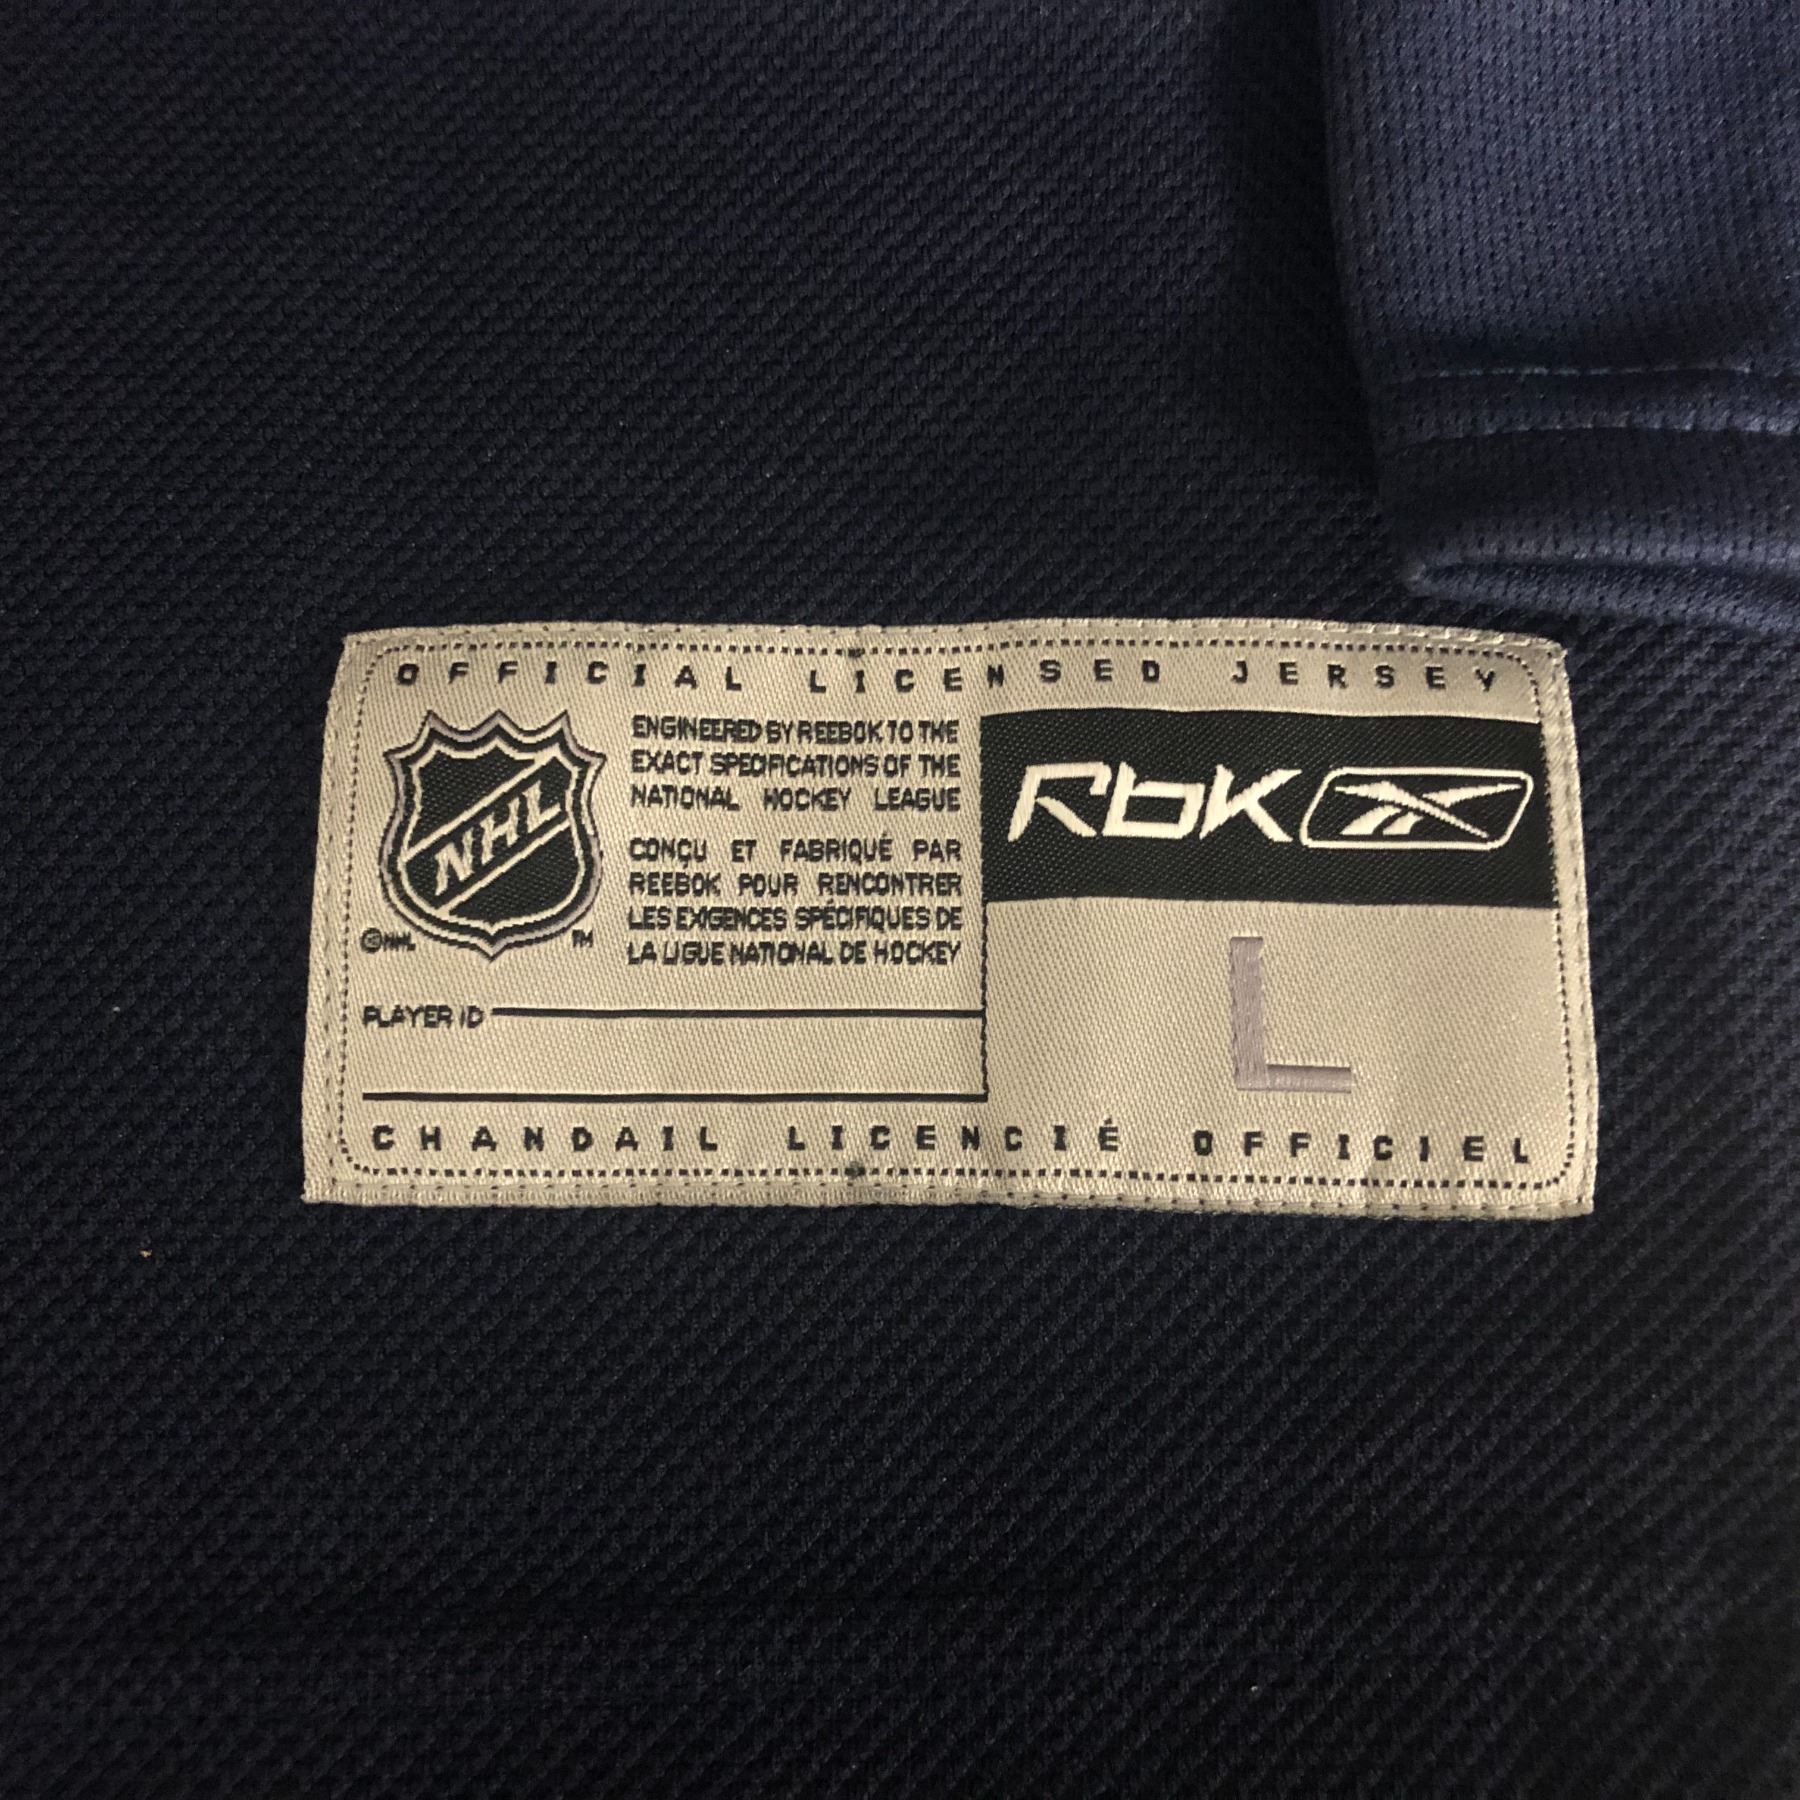 OFFICIAL LICENSED JERSEY
NHL
©NHL
TM
ENGINEERED BY REEBOK TO THE
EXACT SPECIFICATIONS OF THE
NATIONAL HOCKEY LEAGUE
CONÇU ET FABRIQUÉ PAR
REEBOK POUR RENCONTRER
LES EXIGENCES SPÉCIFIQUES DE
LA LIGUE NATIONAL DE HOCKEY
Rbk
L
PLAYER ID
CHANDAIL LICENCIÉ OFFICIEL